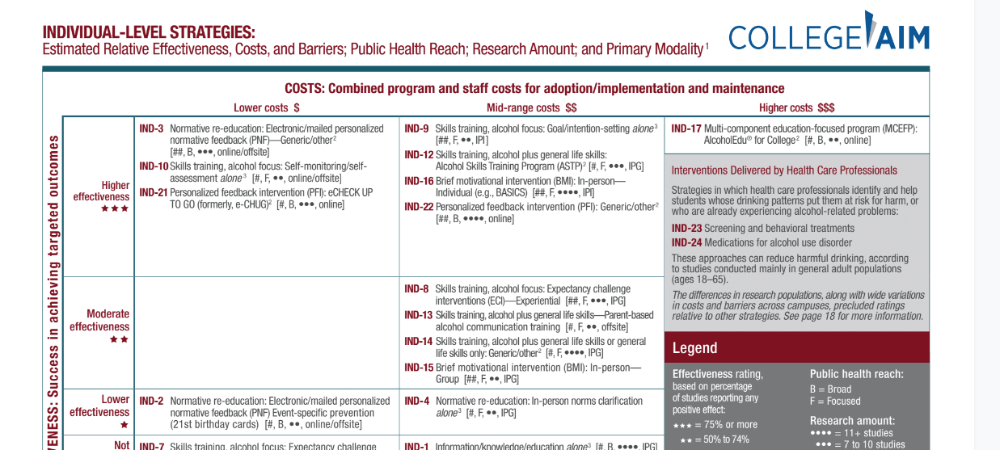 INDIVIDUAL-LEVEL STRATEGIES:
Estimated Relative Effectiveness, Costs, and Barriers; Public Health Reach; Research Amount; and Primary Modality¹
COLLEGE AIM
COSTS: Combined program and staff costs for adoption/implementation and maintenance
Lower costs $
Mid-range costs $$
Higher costs $$$
VENESS: Success in achieving targeted outcomes
Higher
effectiveness
★★★
IND-3 Normative re-education: Electronic/mailed personalized
normative feedback (PNF)—Generic/other²
[##, B, •••, online/offsite]
IND-10 Skills training, alcohol focus: Self-monitoring/self-
assessment alone³ [#, F, ••, online/offsite]
IND-21 Personalized feedback intervention (PFI): eCHECK UP
TO GO (formerly, e-CHUG)² [#, B, •••, online]
IND-9 Skills training, alcohol focus: Goal/intention-setting alone³
[##, F, ••, IPI]
IND-12 Skills training, alcohol plus general life skills:
Alcohol Skills Training Program (ASTP)² [#, F, •••, IPG]
IND-16 Brief motivational intervention (BMI): In-person—
Individual (e.g., BASICS) [##, F, ••••, IPI]
IND-22 Personalized feedback intervention (PFI): Generic/other²
[##, B, ••••, online]
IND-17 Multi-component education-focused program (MCEFP):
AlcoholEdu® for College² [#, B, ••, online]
Interventions Delivered by Health Care Professionals
Strategies in which health care professionals identify and help
students whose drinking patterns put them at risk for harm, or
who are already experiencing alcohol-related problems:
IND-23 Screening and behavioral treatments
IND-24 Medications for alcohol use disorder
These approaches can reduce harmful drinking, according
to studies conducted mainly in general adult populations
(ages 18–65).
The differences in research populations, along with wide variations
in costs and barriers across campuses, precluded ratings
relative to other strategies. See page 18 for more information.
Moderate
effectiveness
★★
IND-8 Skills training, alcohol focus: Expectancy challenge
interventions (ECI)—Experiential [##, F, •••, IPG]
IND-13 Skills training, alcohol plus general life skills—Parent-based
alcohol communication training [#, F, ••, offsite]
IND-14 Skills training, alcohol plus general life skills or general
life skills only: Generic/other² [#, F, ••••, IPG]
IND-15 Brief motivational intervention (BMI): In-person—
Group [##, F, ••, IPG]
Lower
effectiveness
★
IND-2 Normative re-education: Electronic/mailed personalized
normative feedback (PNF) Event-specific prevention
(21st birthday cards) [#, B, ••, online/offsite]
IND-4 Normative re-education: In-person norms clarification
alone³ [#, F, ••, IPG]
Not
IND-7 Skills training, alcohol focus: Expectancy challenge
IND-1 Information/knowledge/education alone³ [#, B, ••••, IPG]
Legend
Effectiveness rating,
based on percentage
of studies reporting any
positive effect:
★★★ = 75% or more
★★ = 50% to 74%
Public health reach:
B = Broad
F = Focused
Research amount:
•••• = 11+ studies
••• = 7 to 10 studies